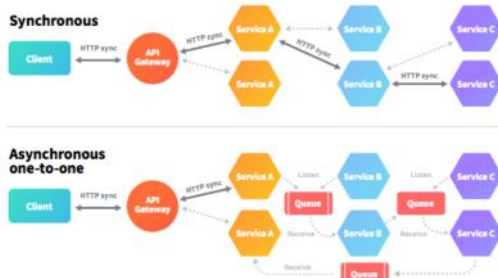 Synchronous
Client
HTTP sync
API
Gateway
HTTP sync
Service A
Service A
HTTP sync
Service B
Service B
HTTP sync
Service C
Service C
Asynchronous
one-to-one
Client
HTTP sync
API
Gateway
HTTP sync
Service A
Service A
Listen
Queue
Receive
Service B
Service B
Listen
Queue
Receive
Service C
Service C
Receive
Queue